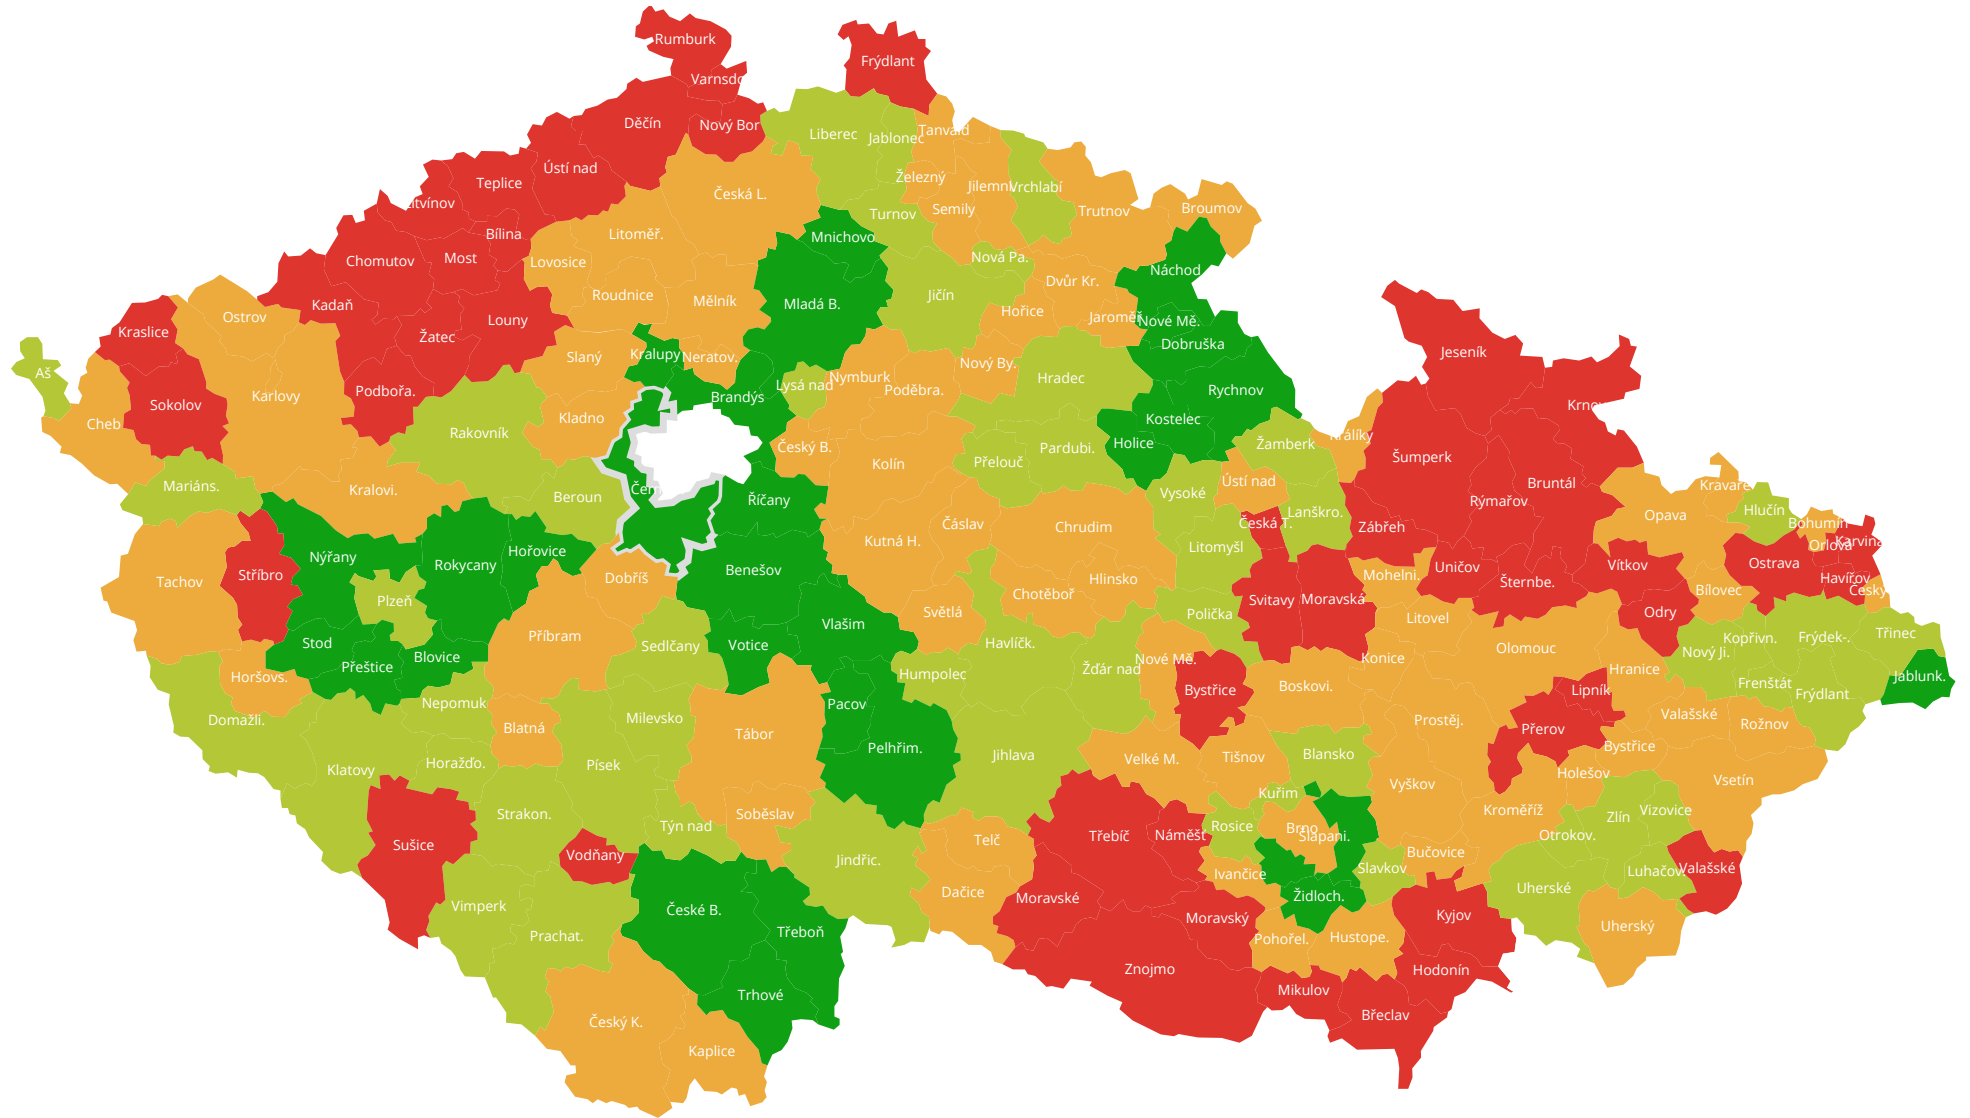 Rumburk
Frýdlant
Varnsdo
Děčín
Nový Bor
Liberec
Jablonec
Tanvald
Ústí nad
Teplice
Železný
Jilemni
Vrchlabí
Česká L.
itvínov
Turnov
Semily
Trutnov
Broumov
Bílina
Litoměř.
Mnichovo
Chomutov
Most
Lovosice
Nová Pa.
Náchod
Kadaň
Roudnice
Mělník
Mladá B.
Jičín
Dvůr Kr.
Hořice
Jaroměř
Nové Mě.
Ostrov
Louny
Kraslice
Žatec
Dobruška
Slaný
Kralupy
Neratov.
Jeseník
Aš
Karlovy
Podbořa.
Lysá nad
Nymburk
Poděbra.
Nový By.
Hradec
Rychnov
Brandýs
Sokolov
Krnov
Cheb
Kladno
Kostelec
Rakovník
Český B.
Holice
Žamberk
Králíky
Pardubi.
Přelouč
Kolín
Šumperk
Mariáns.
Kralovi.
Beroun
Čern
Říčany
Vysoké
Ústí nad
Bruntál
Rýmařov
Kravaře
Hlučín
Lanškro.
Opava
Česká T.
Zábřeh
Čáslav
Chrudim
Bohumín
Orlová
Karviná
Kutná H.
Litomyšl
Nýřany
Hořovice
Rokycany
Stříbro
Tachov
Dobříš
Benešov
Hlinsko
Chotěboř
Mohelni.
Uničov
Šternbe.
Vítkov
Ostrava
Havířov
Český
Plzeň
Svitavy
Moravská
Bílovec
Světlá
Polička
Litovel
Odry
Vlašim
Příbram
Stod
Blovice
Přeštice
Sedlčany
Votice
Havlíčk.
Kopřivn.
Frýdek-.
Třinec
Nový Ji.
Olomouc
Konice
Žďár nad
Nové Mě.
Horšovs.
Humpolec
Hranice
Jablunk.
Frenštát
Frýdlant
Bystřice
Boskovi.
Lipník
Nepomuk
Pacov
Domažli.
Milevsko
Blatná
Valašské
Rožnov
Prostěj.
Přerov
Tábor
Pelhřim.
Bystřice
Jihlava
Velké M.
Tišnov
Blansko
Klatovy
Horažďo.
Písek
Holešov
Vsetín
Vyškov
Kuřim
Strakon.
Soběslav
Týn nad
Kroměříž
Vizovice
Zlín
Rosice
Brno
Šlapani.
Otrokov.
Třebíč
Náměšť
Telč
Sušice
Vodňany
Jindřic.
Bučovice
Slavkov
Luhačov.
Valašské
Ivančice
Uherské
Dačice
Moravské
Židloch.
Vimperk
České B.
Kyjov
Moravský
Uherský
Třeboň
Prachat.
Pohořel.
Hustope.
Znojmo
Hodonín
Mikulov
Trhové
Břeclav
Český K.
Kaplice